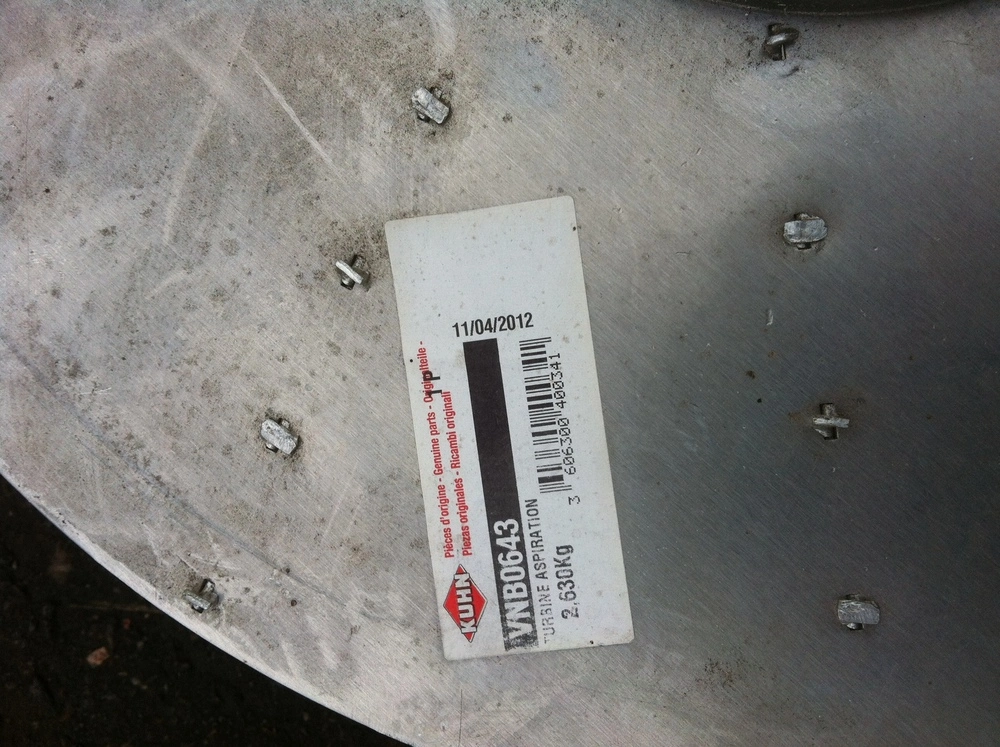 KUHN
Pièces d'origine - Genuine parts - Originalteile -
Piezas originales - Ricambi originali
VNB0643
TURBINE ASPIRATION
2,630Kg
3 606300 400341
11/04/2012